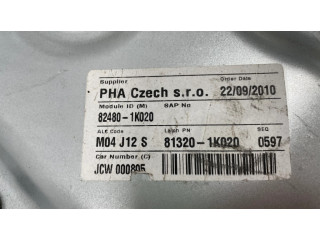 Supplier Order Date
PHA Czech s.r.o. 22/09/2010
Module ID (M) SAP No
82480-1K020
ALC Code Latch PN SEQ
M04 J12 S 81320-1K020 0597
Car Number (C)
JCW 000805